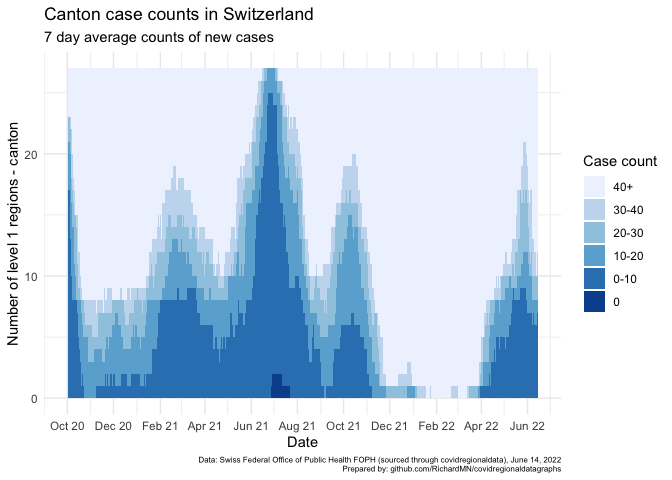 Canton case counts in Switzerland
7 day average counts of new cases
Number of level 1 regions - canton
20
10
0
Oct 20 Dec 20 Feb 21 Apr 21 Jun 21 Aug 21 Oct 21 Dec 21 Feb 22 Apr 22 Jun 22
Date
Case count
40+
30-40
20-30
10-20
0-10
0
Data: Swiss Federal Office of Public Health FOPH (sourced through covidregionaldata), June 14, 2022
Prepared by: github.com/RichardMN/covidregionaldatagraphs